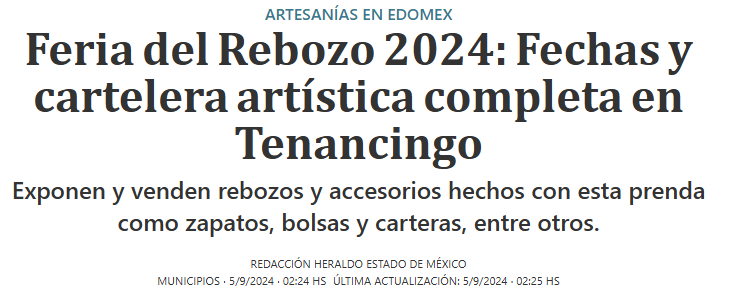 ARTESANÍAS EN EDOMEX
Feria del Rebozo 2024: Fechas y
cartelera artística completa en
Tenancingo
Exponen y venden rebozos y accesorios hechos con esta prenda
como zapatos, bolsas y carteras, entre otros.
REDACCIÓN HERALDO ESTADO DE MÉXICO
MUNICIPIOS · 5/9/2024 · 02:24 HS ÚLTIMA ACTUALIZACIÓN: 5/9/2024 · 02:25 HS